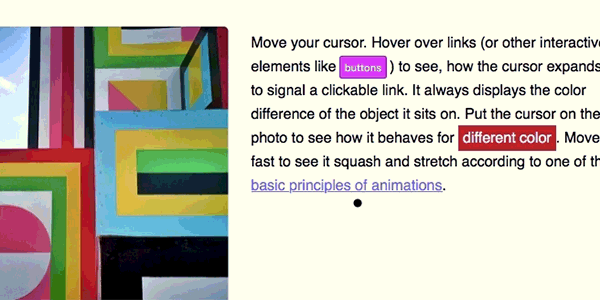 Move your cursor. Hover over links (or other interactive
elements like buttons ) to see, how the cursor expands
to signal a clickable link. It always displays the color
difference of the object it sits on. Put the cursor on the
photo to see how it behaves for different color . Move
fast to see it squash and stretch according to one of
basic principles of animations.